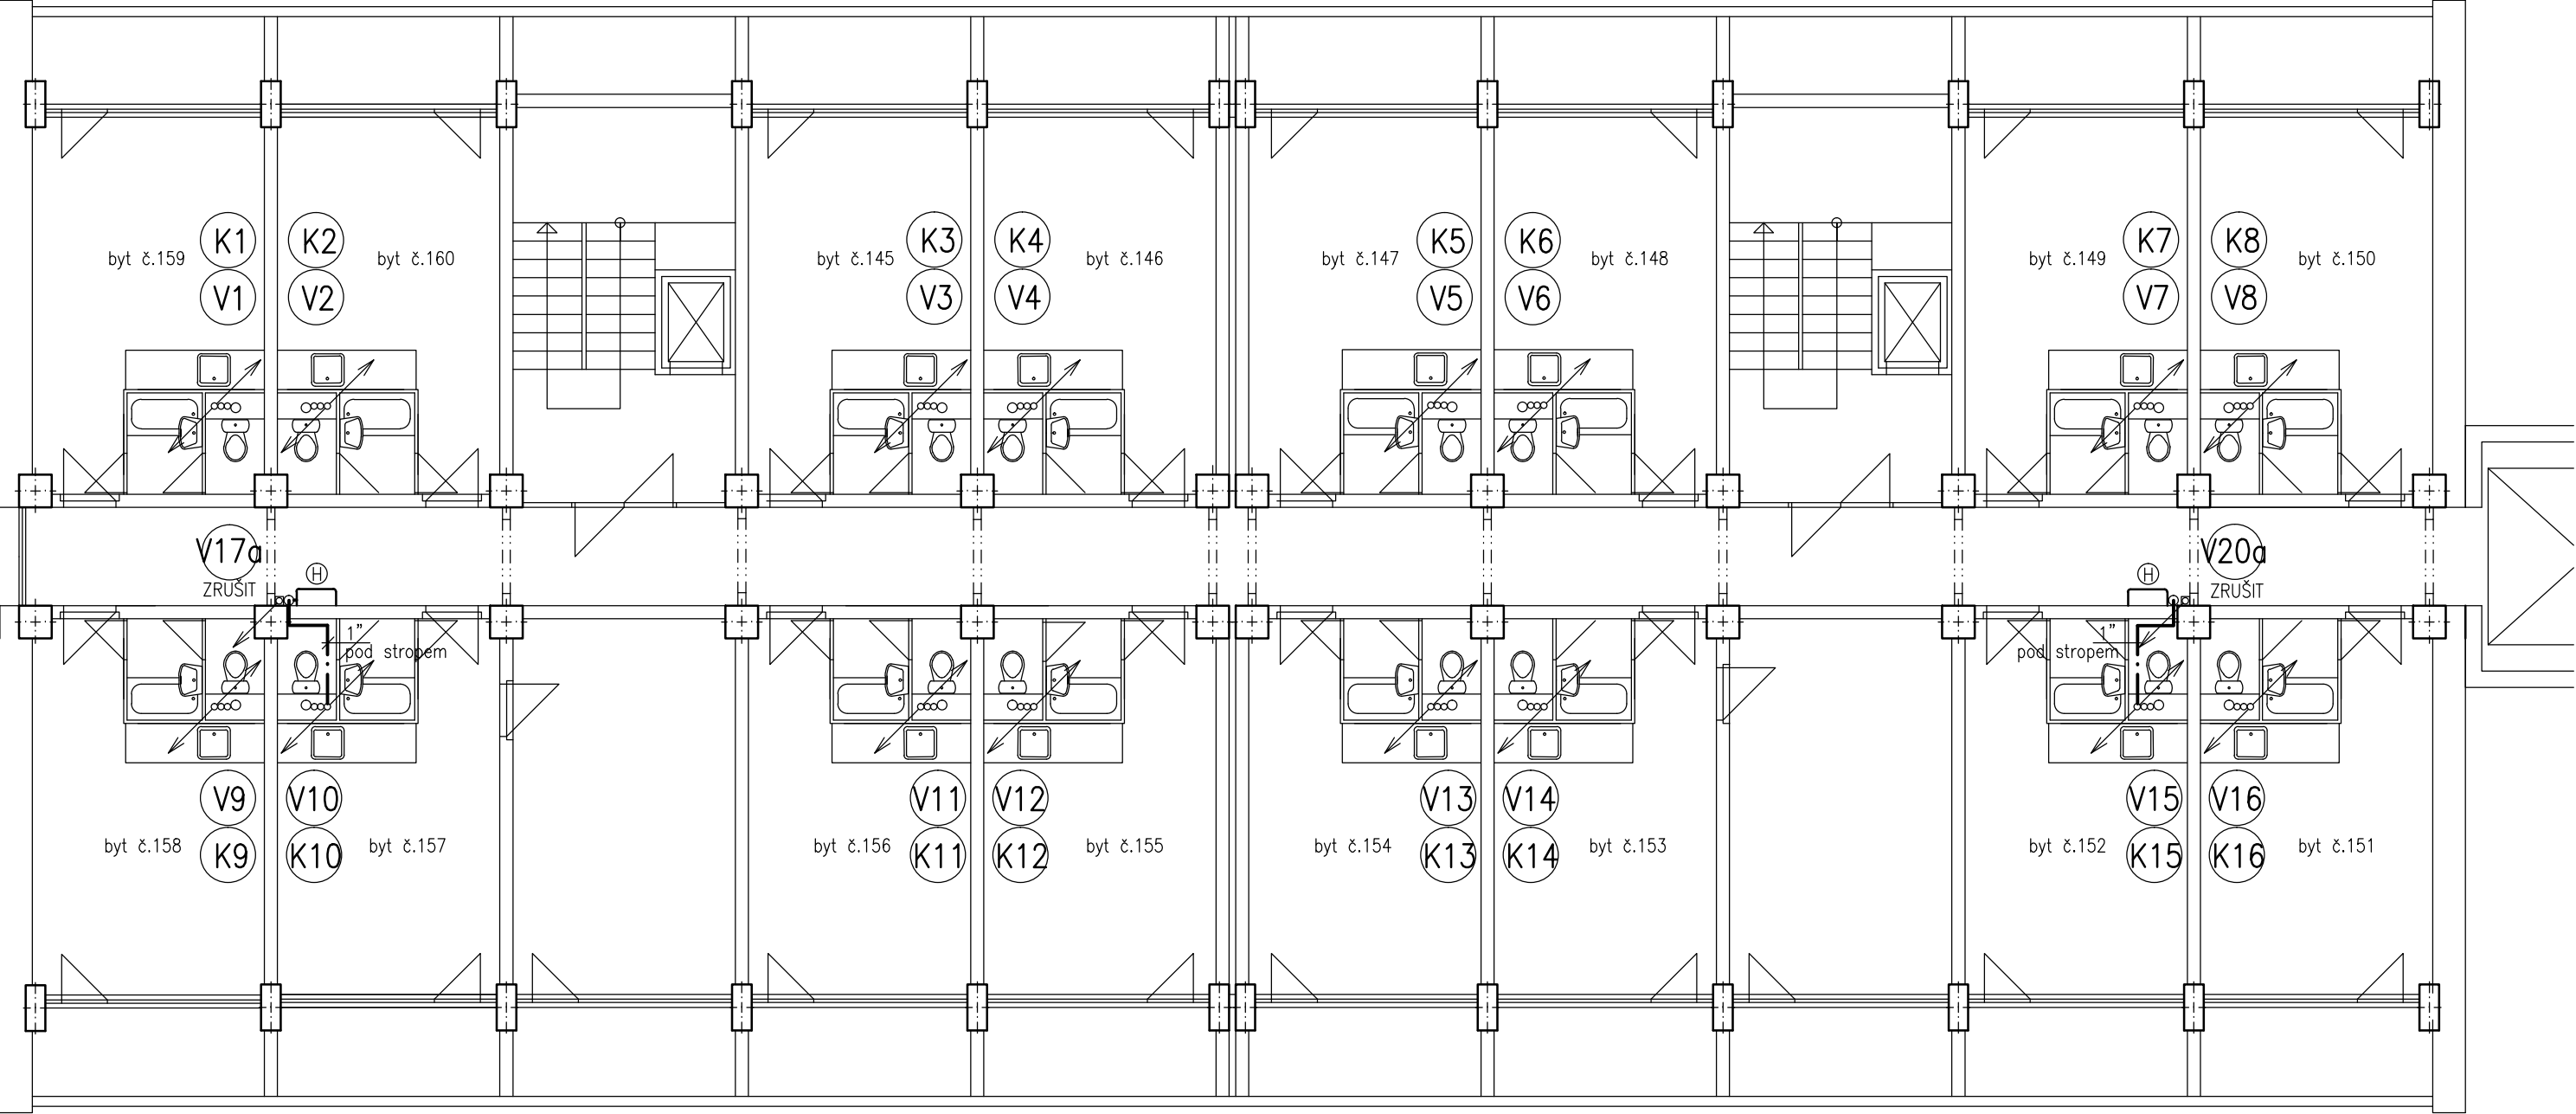 K1
K2
K3
K4
K5
K6
K7
K8
byt č.159
byt č.160
byt č.145
byt č.146
byt č.147
byt č.148
byt č.149
byt č.150
V1
V2
V3
V4
V5
V6
V7
V8
V17a
ZRUŠIT
H
V20a
ZRUŠIT
H
1"
pod stropem
1"
pod stropem
V9
V10
V11
V12
V13
V14
V15
V16
byt č.158
byt č.157
byt č.156
byt č.155
byt č.154
byt č.153
byt č.152
byt č.151
K9
K10
K11
K12
K13
K14
K15
K16